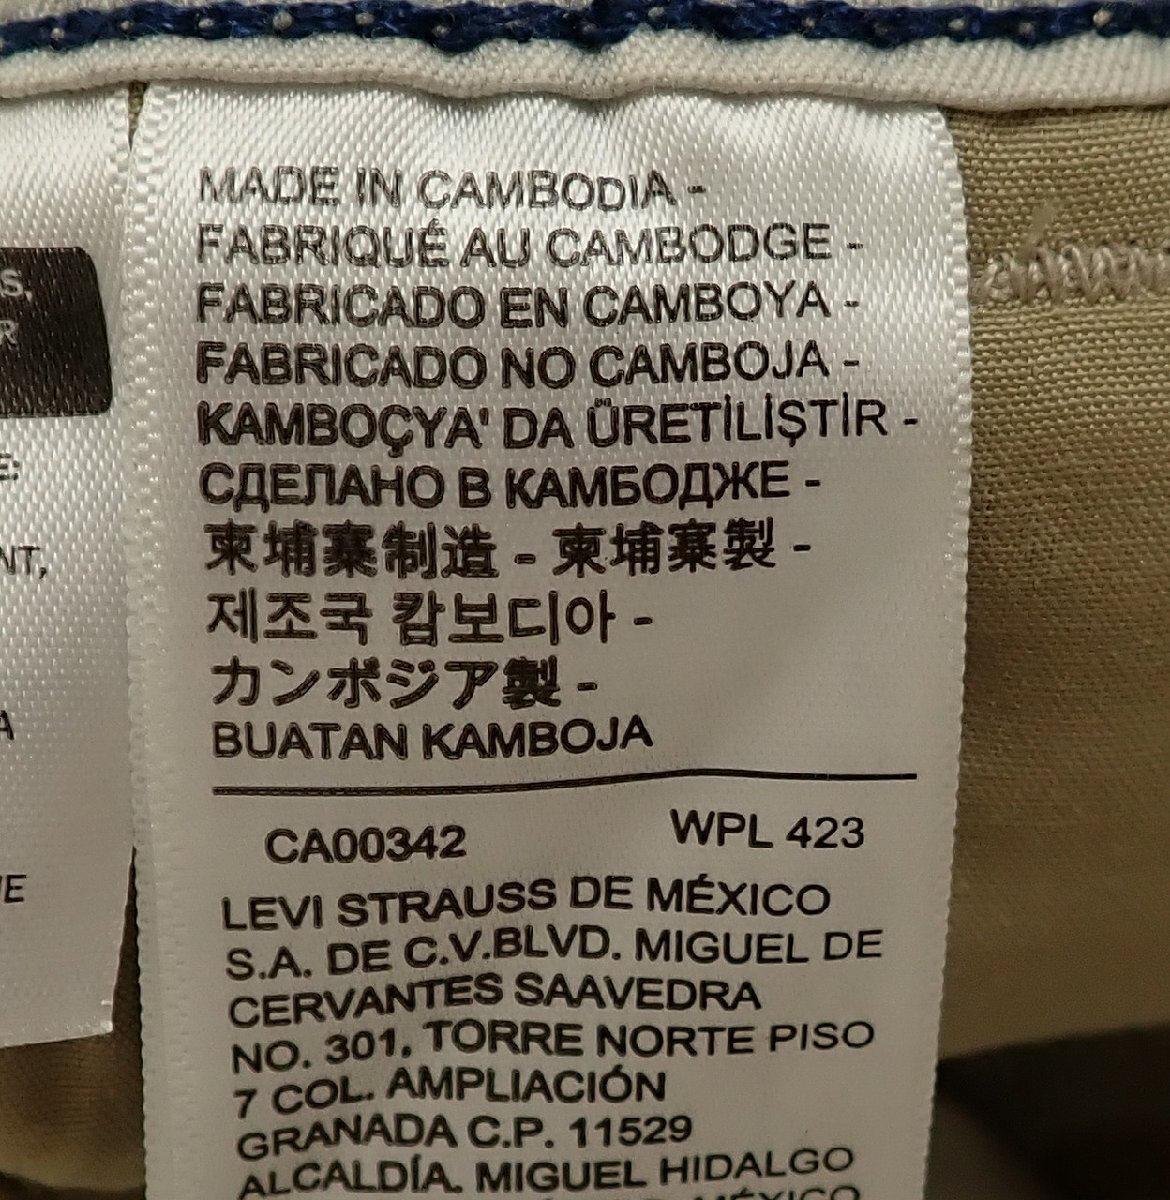 MADE IN CAMBODIA -
FABRIQUÉ AU CAMBODGE -
FABRICADO EN CAMBOYA -
FABRICADO NO CAMBOJA -
KAMBOÇYA' DA ÜRETİLİŞTİR -
СДЕЛАНО В КАМБОДЖЕ -
柬埔寨制造 - 柬埔寨製 -
제조국 캄보디아 -
カンボジア製 -
BUATAN KAMBOJA
CA00342 WPL 423
LEVI STRAUSS DE MÉXICO
S.A. DE C.V.BLVD. MIGUEL DE
CERVANTES SAAVEDRA
NO. 301, TORRE NORTE PISO
7 COL. AMPLIACIÓN
GRANADA C.P. 11529
ALCALDÍA. MIGUEL HIDALGO
MÉXICO